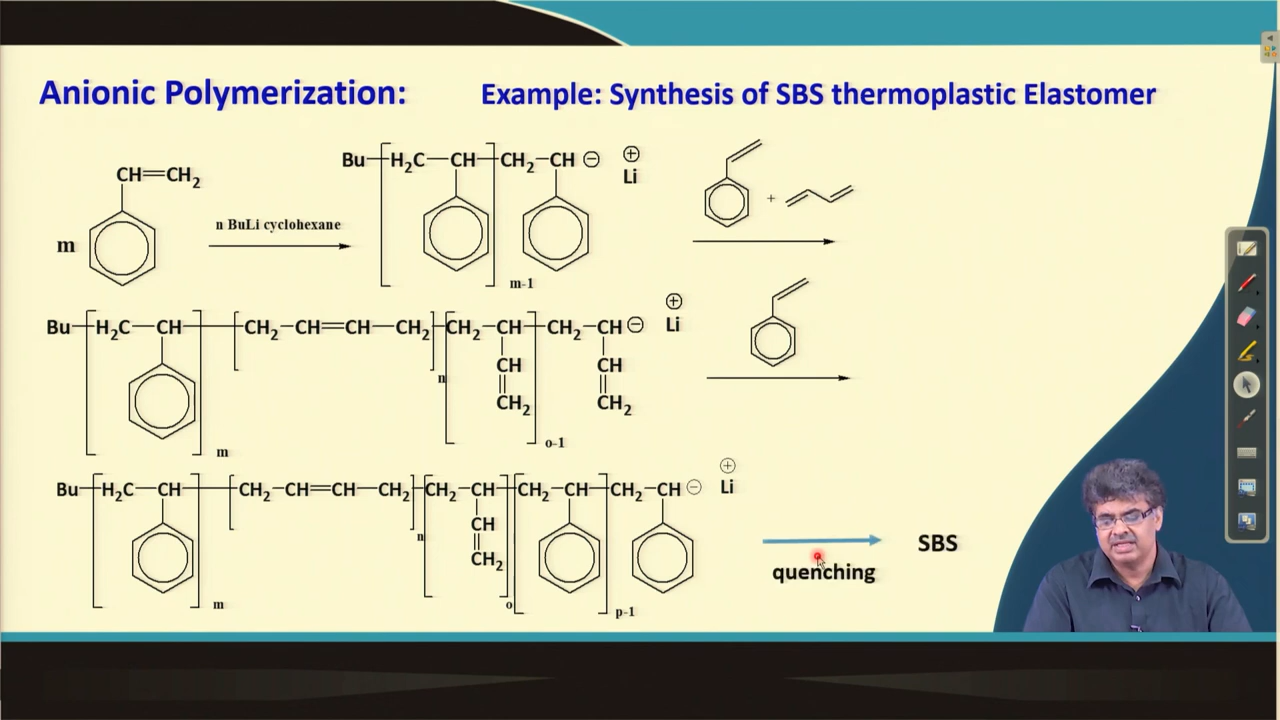 Anionic Polymerization: Example: Synthesis of SBS thermoplastic Elastomer
m CH=CH2
n BuLi cyclohexane
Bu H2C-CH CH2-CH ⊖ ⊕ Li
m-1
+
Bu H2C-CH CH2-CH=CH-CH2 CH2-CH CH2-CH ⊖ ⊕ Li
CH CH
CH2 CH2
m n o-1
Bu H2C-CH CH2-CH=CH-CH2 CH2-CH CH2-CH CH2-CH ⊖ ⊕ Li
CH
CH2
m n o p-1
quenching
SBS